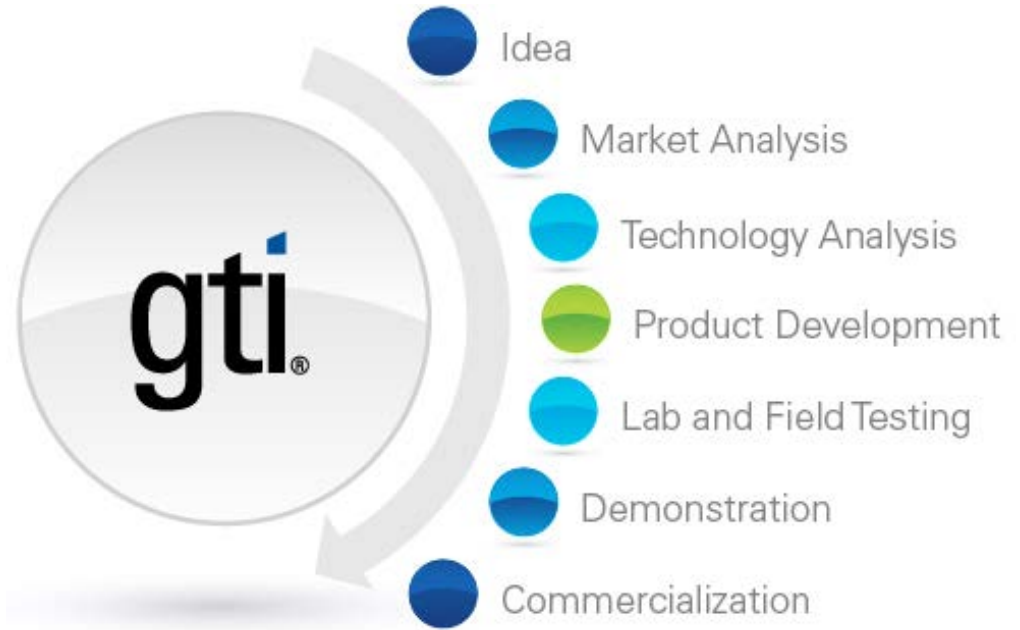 Idea
Market Analysis
Technology Analysis
gti®
Product Development
Lab and Field Testing
Demonstration
Commercialization